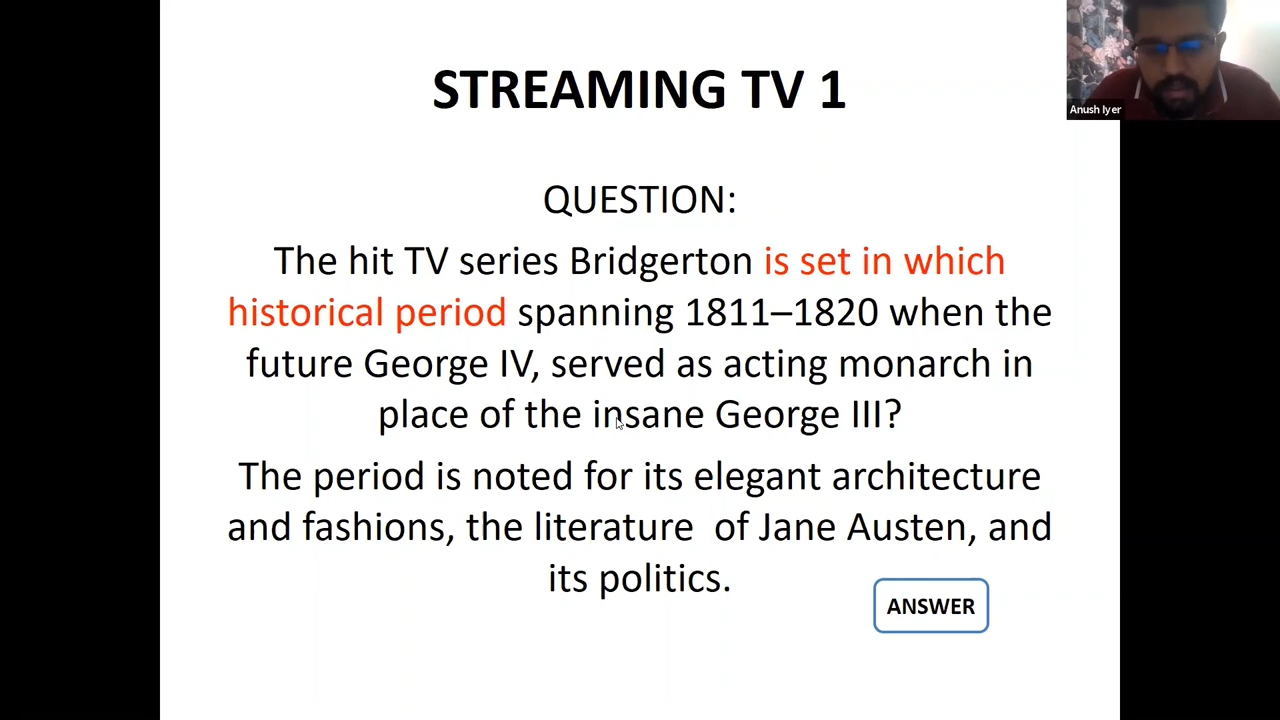 STREAMING TV 1
Anush Iyer
QUESTION:
The hit TV series Bridgerton is set in which
historical period spanning 1811–1820 when the
future George IV, served as acting monarch in
place of the insane George III?
The period is noted for its elegant architecture
and fashions, the literature  of Jane Austen, and
its politics.
ANSWER